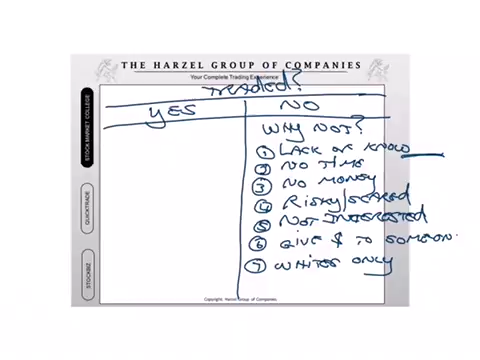 THE HARZEL GROUP OF COMPANIES
Your Complete Trading Experience
TRADED?
YES NO
WHY NOT?
① LACK OF KNOW
② NO TIME
③ NO MONEY
④ RISKY/SCARED
⑤ NOT INTERESTED
⑥ GIVE $ TO SOMEON.
⑦ WHITES ONLY
STOCK MARKET COLLEGE
QUICKTRADE
STOCKBIZ
Copyright: Harzel Group of Companies.